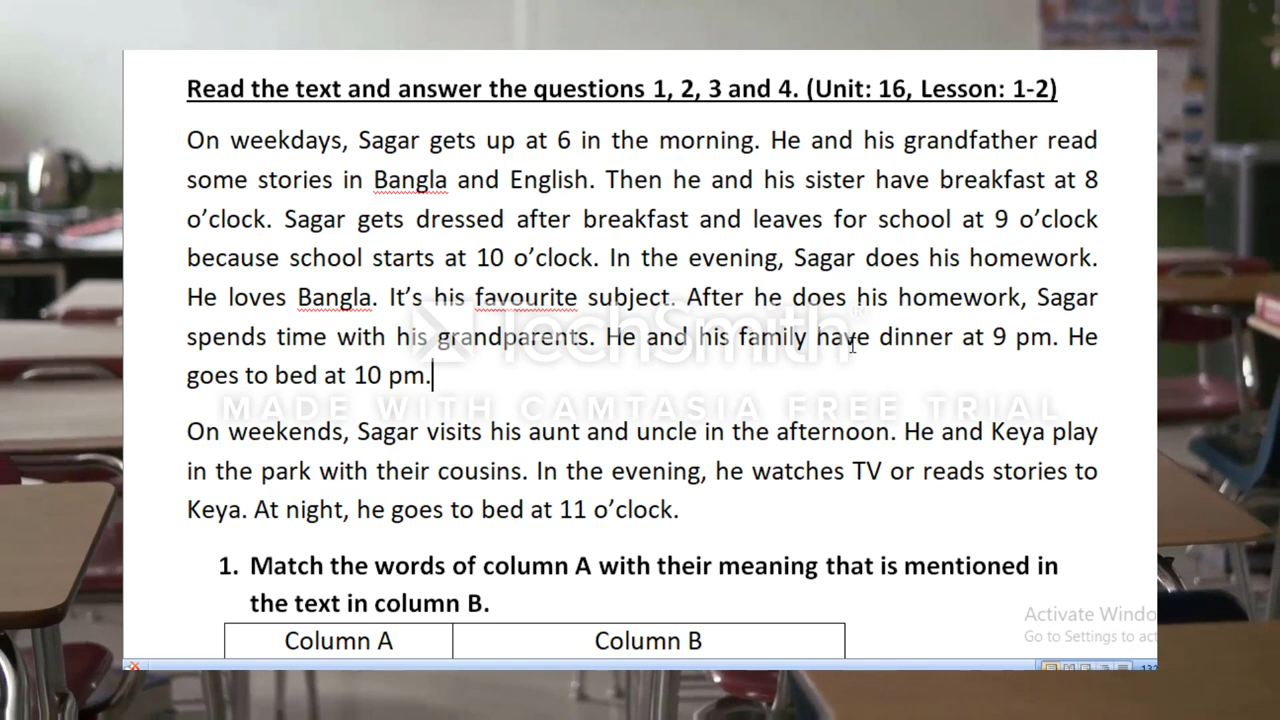 Read the text and answer the questions 1, 2, 3 and 4. (Unit: 16, Lesson: 1-2)
On weekdays, Sagar gets up at 6 in the morning. He and his grandfather read
some stories in Bangla and English. Then he and his sister have breakfast at 8
o’clock. Sagar gets dressed after breakfast and leaves for school at 9 o’clock
because school starts at 10 o’clock. In the evening, Sagar does his homework.
He loves Bangla. It’s his favourite subject. After he does his homework, Sagar
spends time with his grandparents. He and his family have dinner at 9 pm. He
goes to bed at 10 pm.
TechSmith
MADE WITH CAMTASIA FREE TRIAL
On weekends, Sagar visits his aunt and uncle in the afternoon. He and Keya play
in the park with their cousins. In the evening, he watches TV or reads stories to
Keya. At night, he goes to bed at 11 o’clock.
1. Match the words of column A with their meaning that is mentioned in
the text in column B.
Column A Column B
Activate Windo
Go to Settings to act